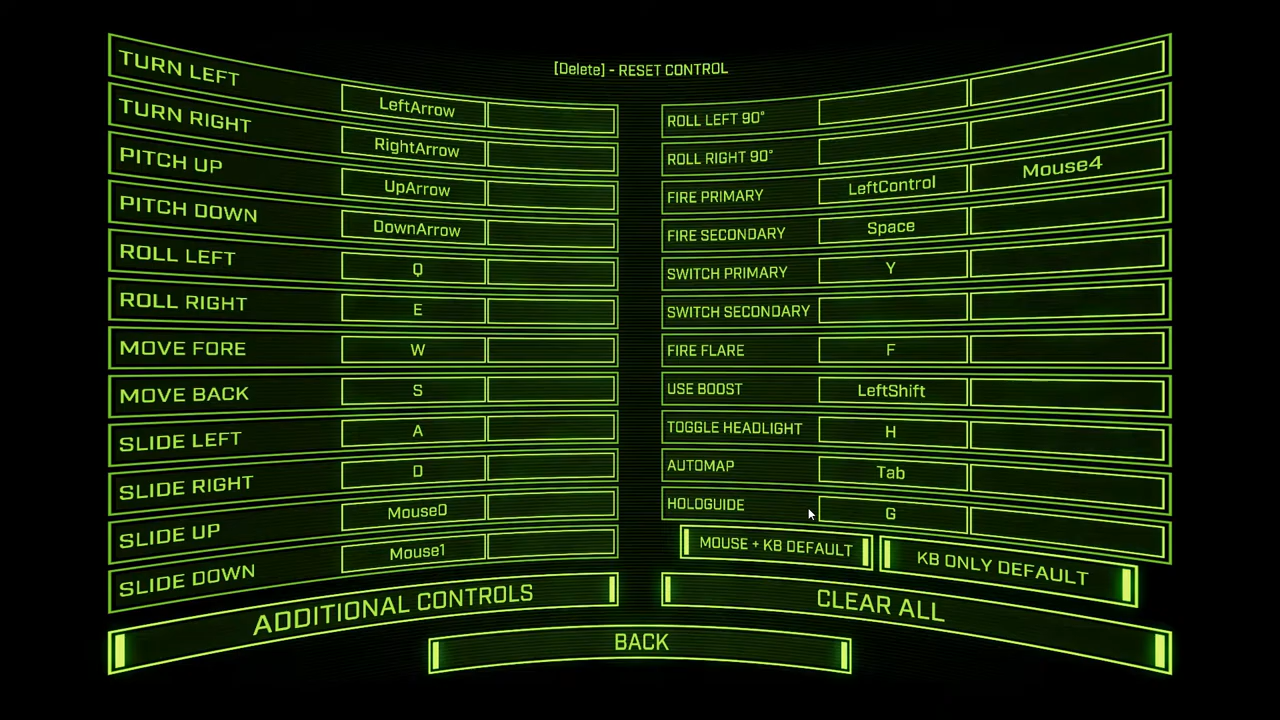 [Delete] - RESET CONTROL
TURN LEFT LeftArrow
TURN RIGHT RightArrow
PITCH UP UpArrow
PITCH DOWN DownArrow
ROLL LEFT Q
ROLL RIGHT E
MOVE FORE W
MOVE BACK S
SLIDE LEFT A
SLIDE RIGHT D
SLIDE UP Mouse0
SLIDE DOWN Mouse1
ROLL LEFT 90°
ROLL RIGHT 90°
FIRE PRIMARY LeftControl Mouse4
FIRE SECONDARY Space
SWITCH PRIMARY Y
SWITCH SECONDARY
FIRE FLARE F
USE BOOST LeftShift
TOGGLE HEADLIGHT H
AUTOMAP Tab
HOLOGUIDE G
MOUSE + KB DEFAULT KB ONLY DEFAULT
ADDITIONAL CONTROLS CLEAR ALL
BACK